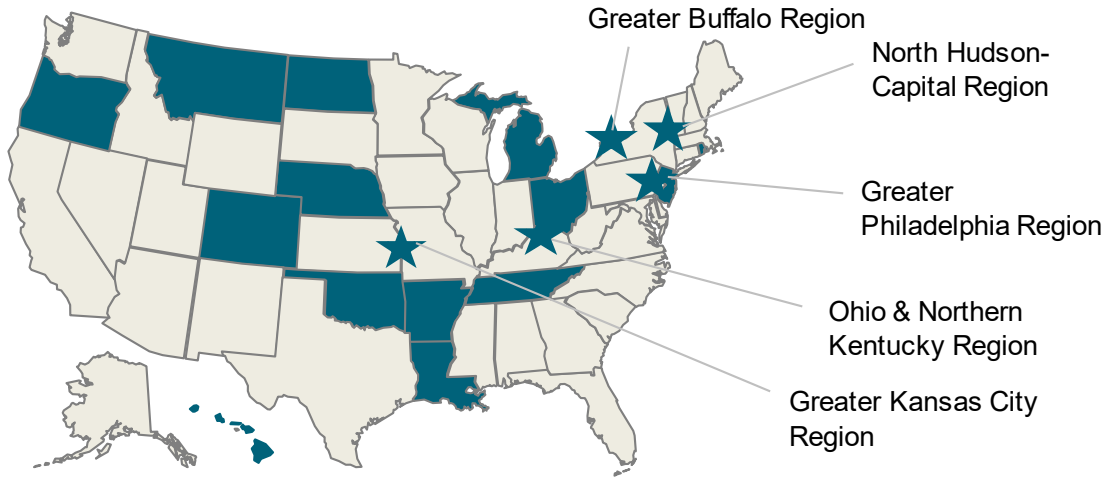 Greater Buffalo Region
North Hudson-
Capital Region
Greater
Philadelphia Region
Ohio & Northern
Kentucky Region
Greater Kansas City
Region